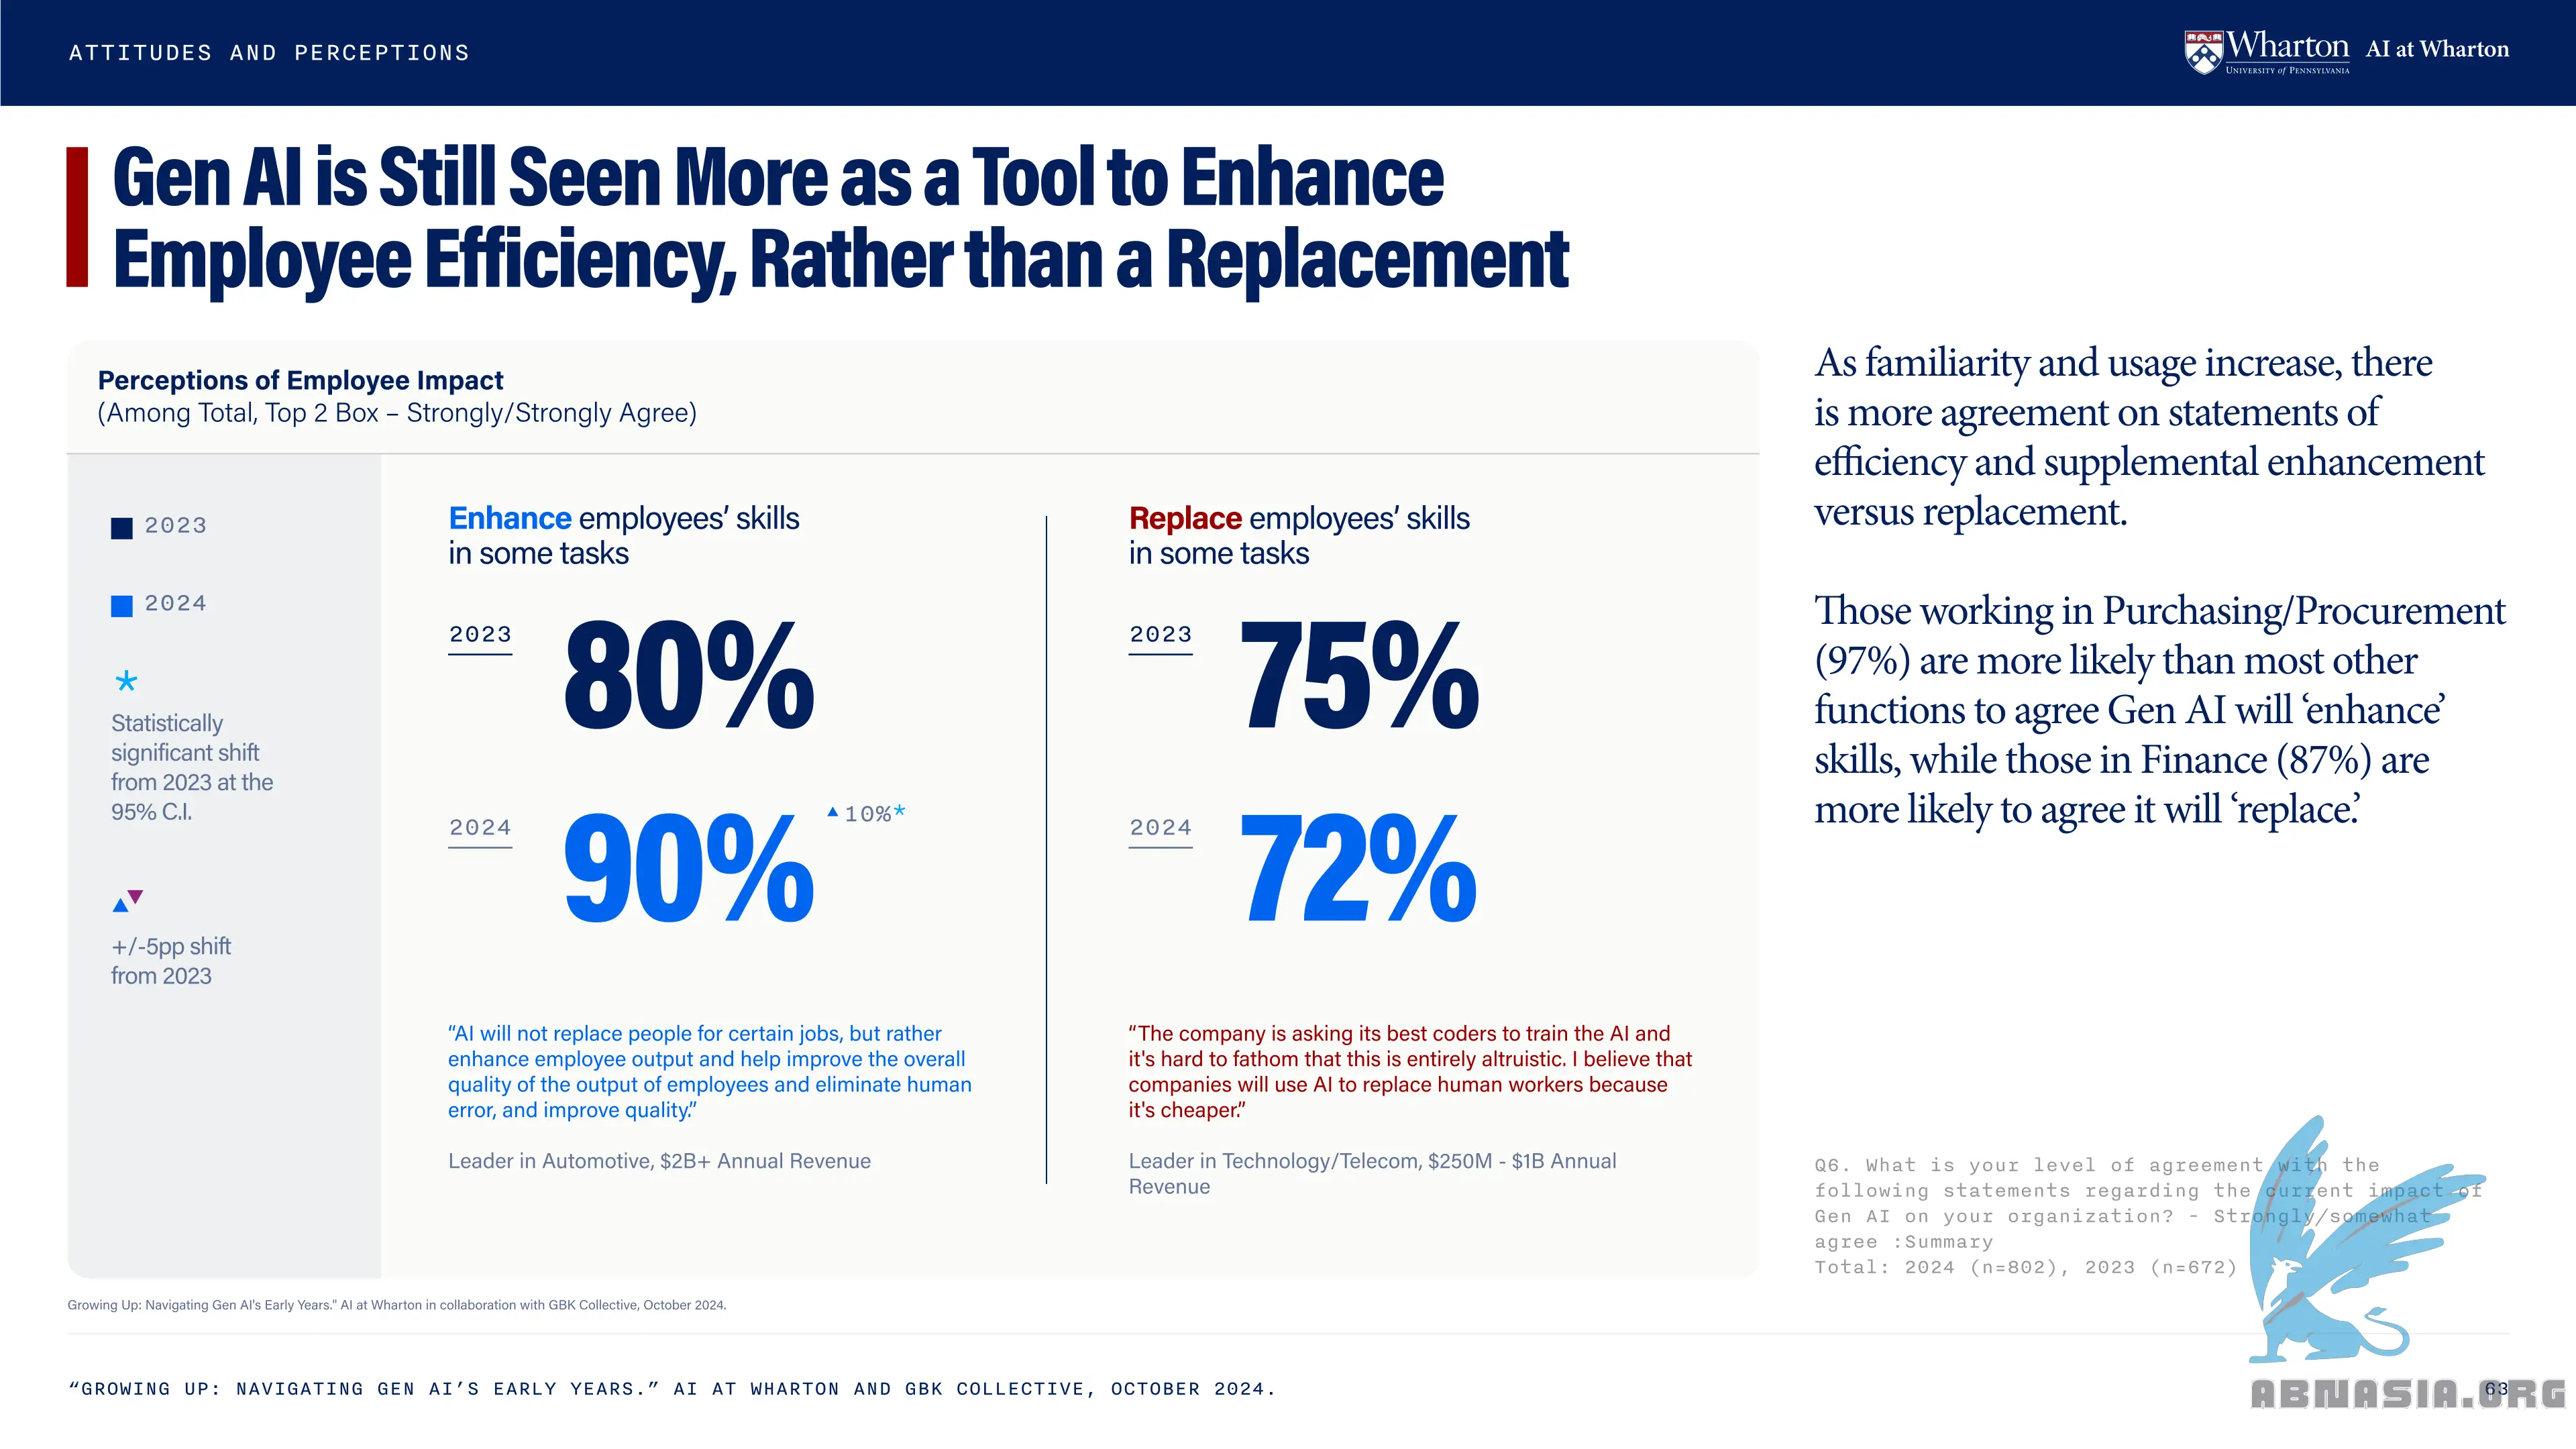 ATTITUDES AND PERCEPTIONS
Wharton
UNIVERSITY of PENNSYLVANIA
AI at Wharton
Gen AI is Still Seen More as a Tool to Enhance
Employee Efficiency, Rather than a Replacement
Perceptions of Employee Impact
(Among Total, Top 2 Box – Strongly/Strongly Agree)
2023
2024
*
Statistically
significant shift
from 2023 at the
95% C.I.
▲▼
+/-5pp shift
from 2023
Enhance employees’ skills
in some tasks
2023
80%
2024
90%
▲10%*
“AI will not replace people for certain jobs, but rather
enhance employee output and help improve the overall
quality of the output of employees and eliminate human
error, and improve quality.”
Leader in Automotive, $2B+ Annual Revenue
Replace employees’ skills
in some tasks
2023
75%
2024
72%
“The company is asking its best coders to train the AI and
it's hard to fathom that this is entirely altruistic. I believe that
companies will use AI to replace human workers because
it's cheaper.”
Leader in Technology/Telecom, $250M - $1B Annual
Revenue
As familiarity and usage increase, there
is more agreement on statements of
efficiency and supplemental enhancement
versus replacement.
Those working in Purchasing/Procurement
(97%) are more likely than most other
functions to agree Gen AI will ‘enhance’
skills, while those in Finance (87%) are
more likely to agree it will ‘replace.’
Q6. What is your level of agreement with the
following statements regarding the current impact of
Gen AI on your organization? - Strongly/somewhat
agree :Summary
Total: 2024 (n=802), 2023 (n=672)
Growing Up: Navigating Gen AI's Early Years." AI at Wharton in collaboration with GBK Collective, October 2024.
“GROWING UP: NAVIGATING GEN AI’S EARLY YEARS.” AI AT WHARTON AND GBK COLLECTIVE, OCTOBER 2024.
63
ABNASIA.ORG